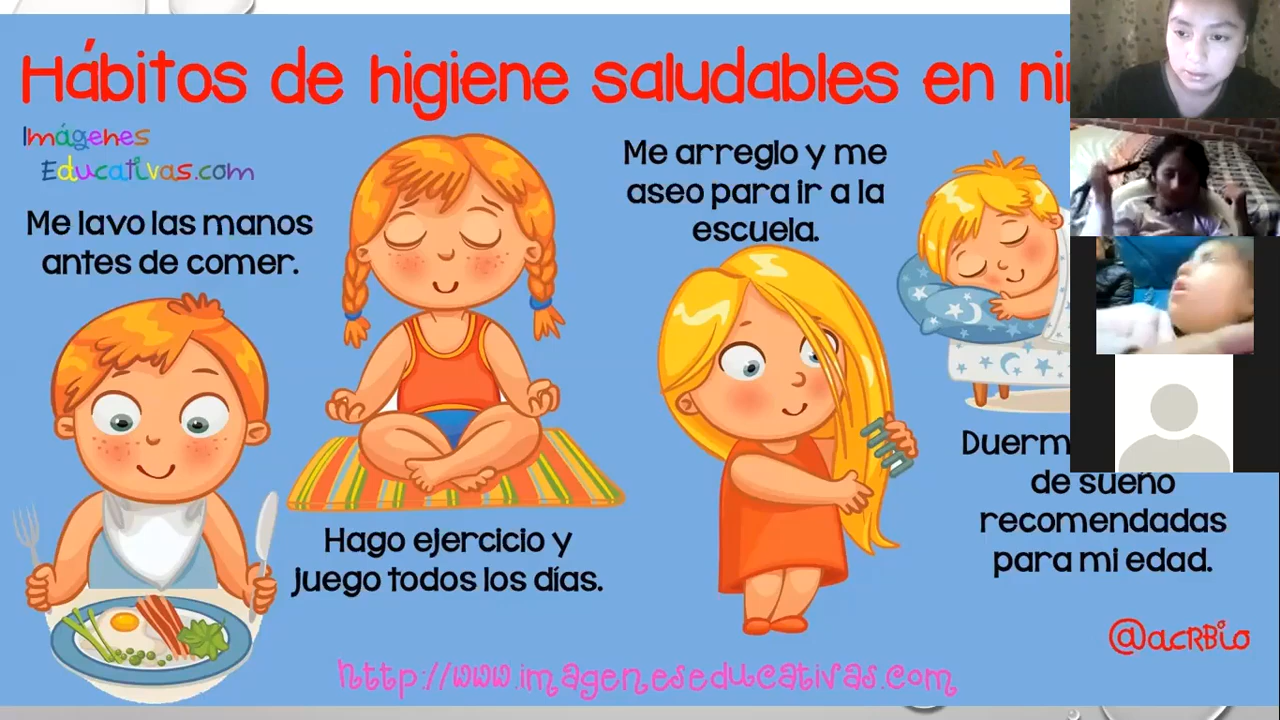 Hábitos de higiene saludables en
Imágenes
Educativas.com
Me lavo las manos
antes de comer.
Hago ejercicio y
juego todos los días.
Me arreglo y me
aseo para ir a la
escuela.
de sueño
recomendadas
para mi edad.
@acRBio
http://www.imageneseducativas.com